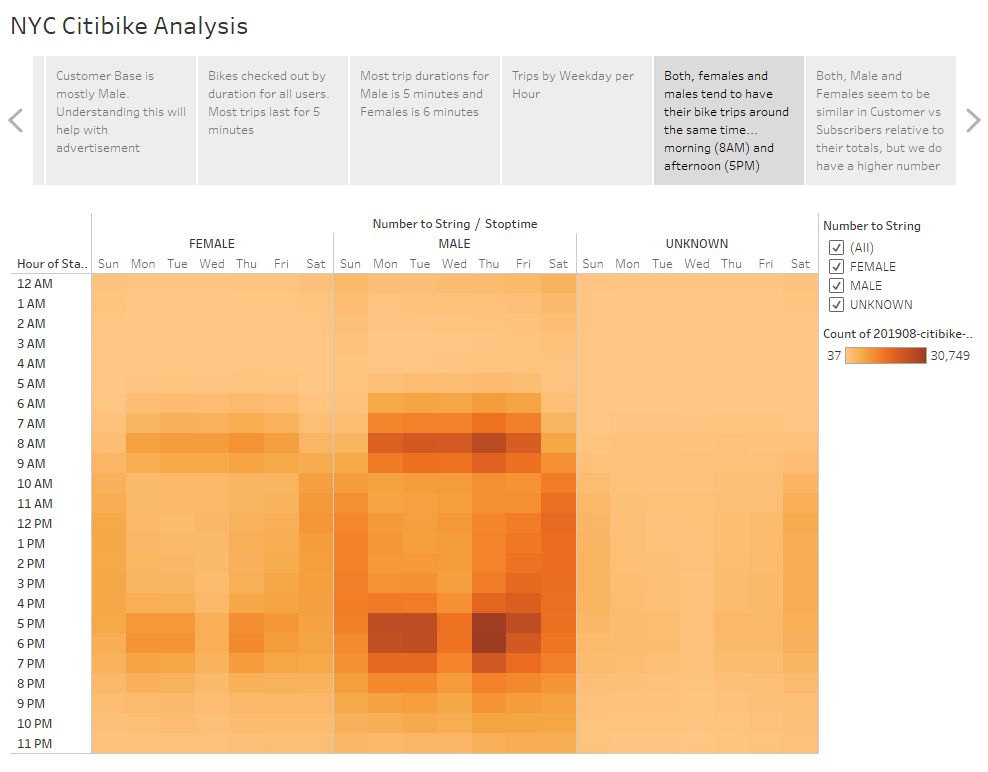 NYC Citibike Analysis
Customer Base is
mostly Male.
Understanding this will
help with
advertisement
Bikes checked out by
duration for all users.
Most trips last for 5
minutes
Most trip durations for
Male is 5 minutes and
Females is 6 minutes
Trips by Weekday per
Hour
Both, females and
males tend to have
their bike trips around
the same time...
morning (8AM) and
afternoon (5PM)
Both, Male and
Females seem to be
similar in Customer vs
Subscribers relative to
their totals, but we do
have a higher number
Number to String / Stoptime
FEMALE MALE UNKNOWN
Hour of Sta.. Sun Mon Tue Wed Thu Fri Sat Sun Mon Tue Wed Thu Fri Sat Sun Mon Tue Wed Thu Fri Sat
12 AM
1 AM
2 AM
3 AM
4 AM
5 AM
6 AM
7 AM
8 AM
9 AM
10 AM
11 AM
12 PM
1 PM
2 PM
3 PM
4 PM
5 PM
6 PM
7 PM
8 PM
9 PM
10 PM
11 PM
Number to String
(All)
FEMALE
MALE
UNKNOWN
Count of 201908-citibike-..
37 30,749